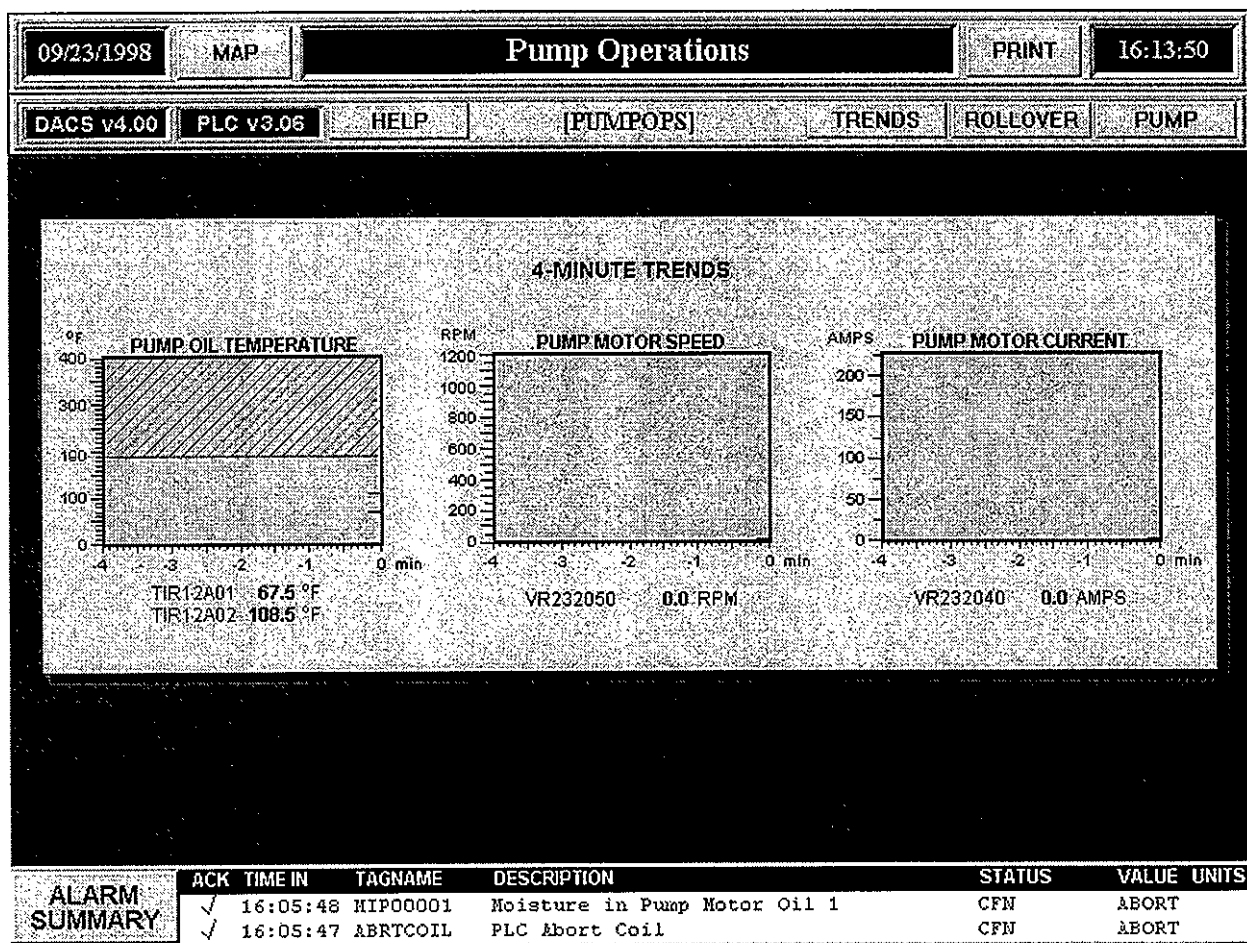 09/23/1998 MAP Pump Operations PRINT 16:13:50
DACS v4.00 PLC v3.06 HELP [PUMPOPS] TRENDS ROLLOVER PUMP
4-MINUTE TRENDS
°F PUMP OIL TEMPERATURE
400
300
160
100
0
-4 -3 -2 -1 0 min
TIR12A01 67.5 °F
TIR12A02 108.5 °F
RPM PUMP MOTOR SPEED
1200
1000
800
600
400
200
0
-4 -3 -2 -1 0 min
VR232050 0.0 RPM
AMPS PUMP MOTOR CURRENT
200
150
100
50
0
-4 -3 -2 -1 0 min
VR232040 0.0 AMPS
ALARM SUMMARY
ACK TIME IN TAGNAME DESCRIPTION STATUS VALUE UNITS
√ 16:05:48 MIP00001 Moisture in Pump Motor Oil 1 CFN ABORT
√ 16:05:47 ABRTCOIL PLC Abort Coil CFN ABORT